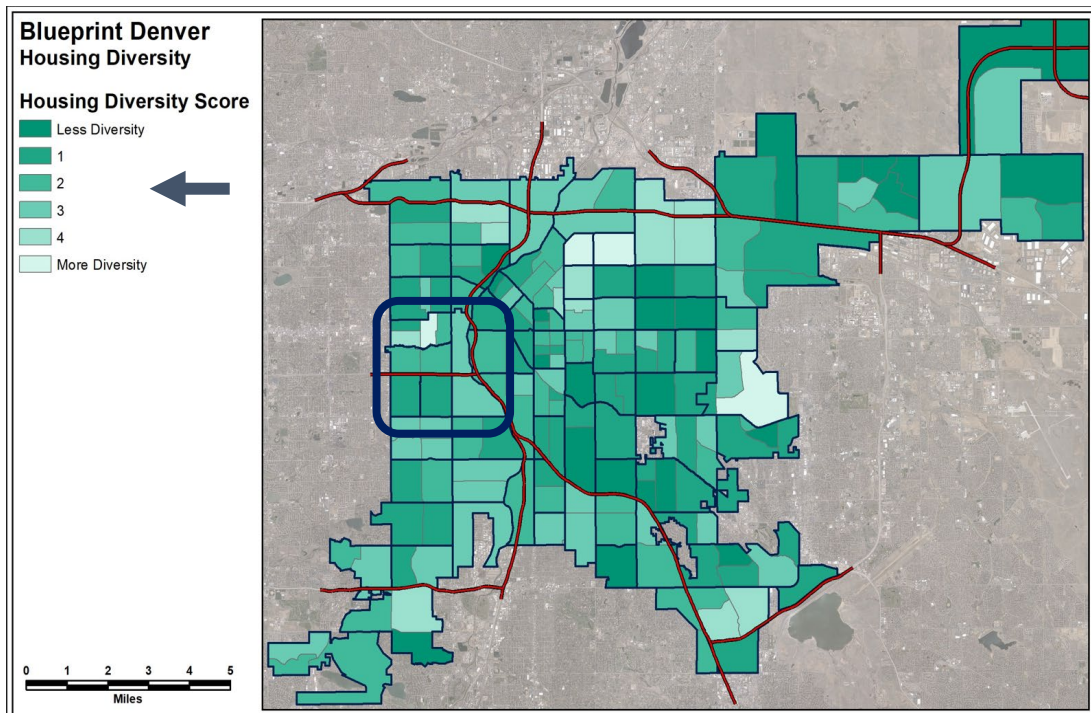 Blueprint Denver
Housing Diversity
Housing Diversity Score
Less Diversity
1
2
3
4
More Diversity
0 1 2 3 4 5
Miles